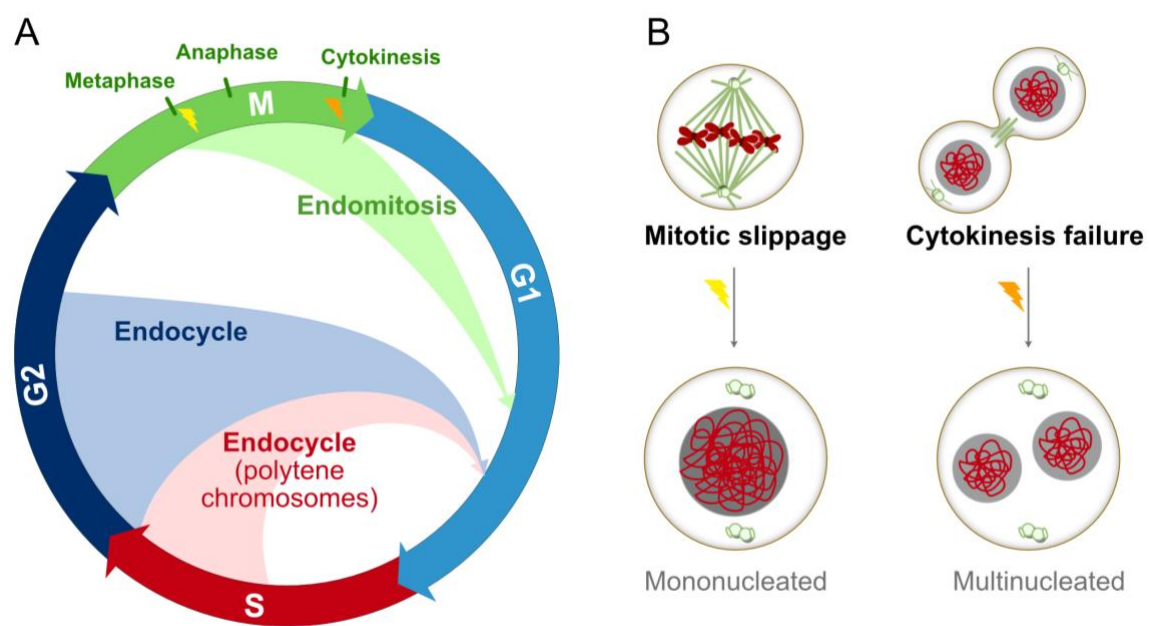 A
Metaphase
Anaphase
Cytokinesis
M
Endomitosis
G1
Endocycle
G2
Endocycle
(polytene
chromosomes)
S
B
Mitotic slippage
Cytokinesis failure
Mononucleated
Multinucleated